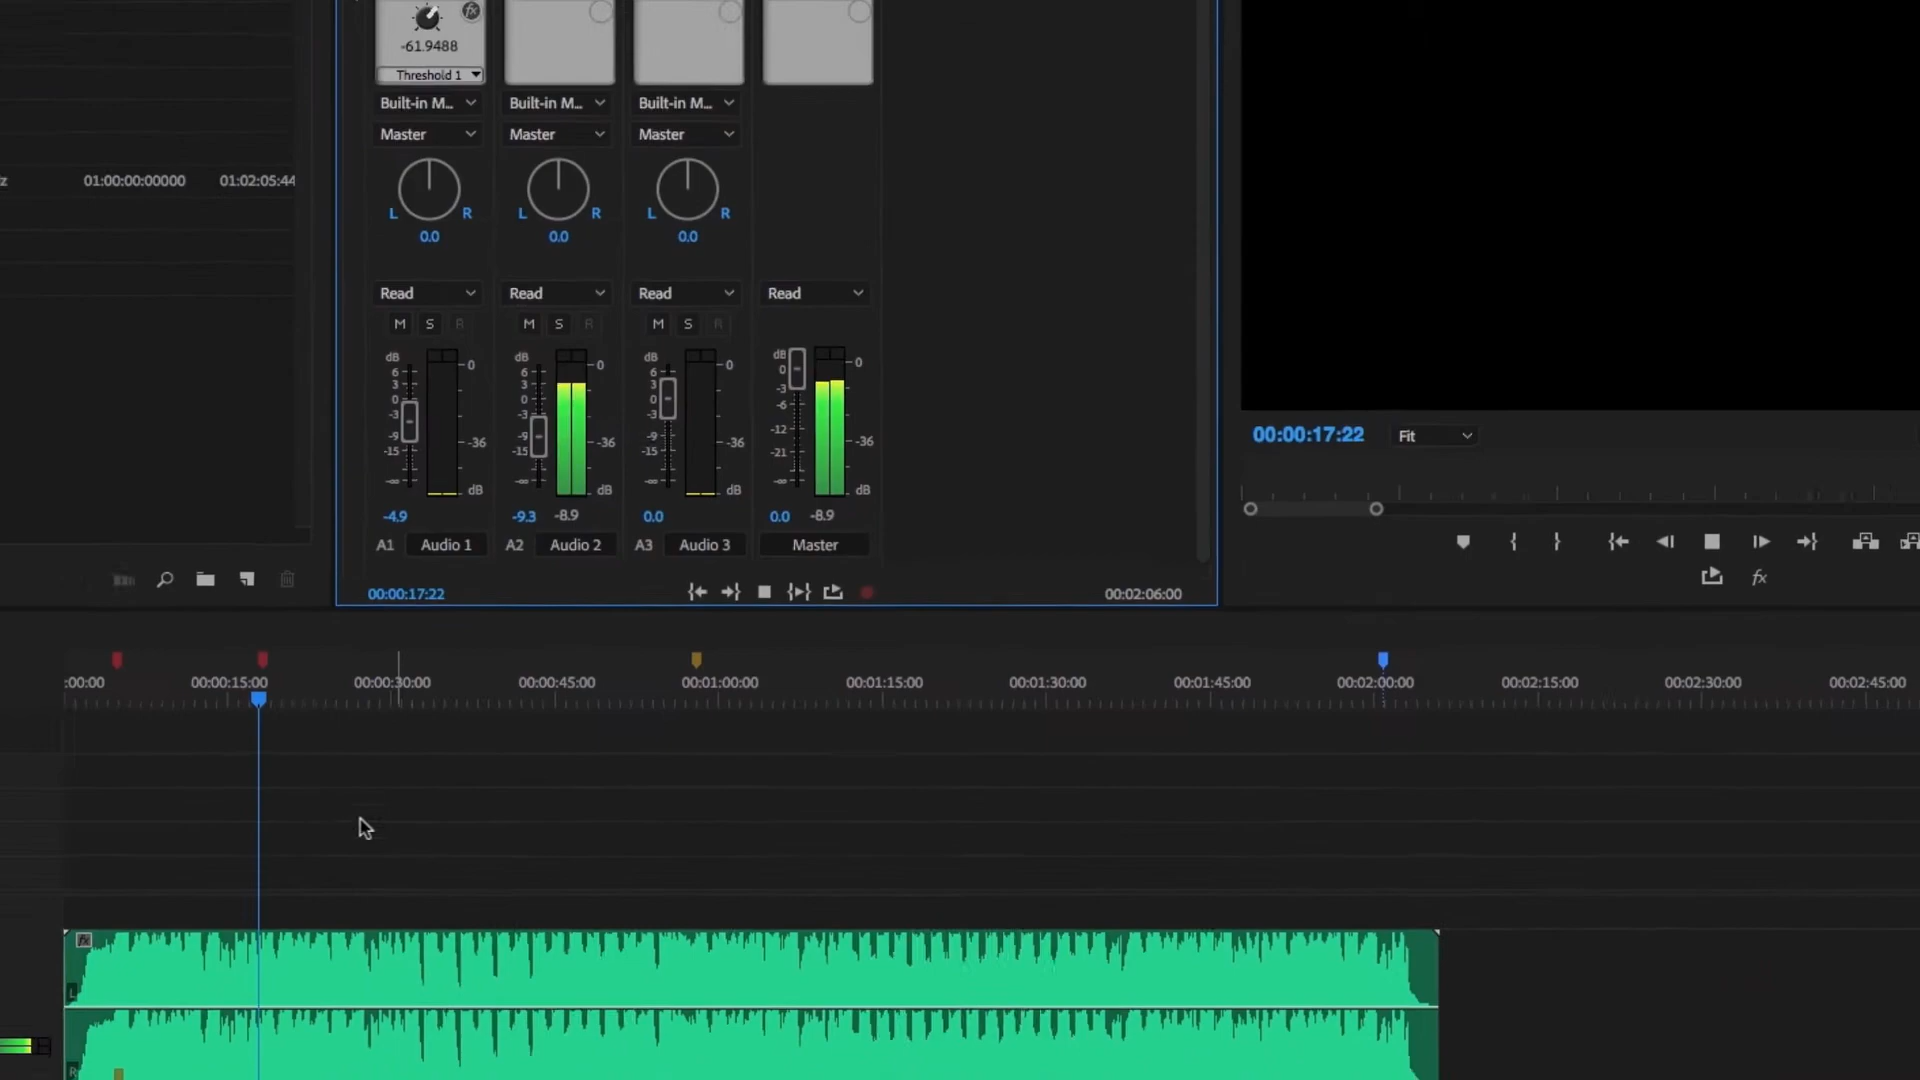 -61.9488
Threshold 1
Built-in M... Built-in M... Built-in M...
Master Master Master
z 01:00:00:00000 01:02:05:44
L R L R L R
0.0 0.0 0.0
Read Read Read Read
M S R M S R M S R
dB 6 3 0 -3 -9 -15 -∞ 0 -36 dB
dB 6 3 0 -3 -9 -15 -∞ 0 -36 dB
dB 6 3 0 -3 -9 -15 -∞ 0 -36 dB
dB 0 -3 -6 -12 -21 -∞ 0 -36 dB
-4.9 -9.3 -8.9 0.0 0.0 -8.9
A1 Audio 1 A2 Audio 2 A3 Audio 3 Master
00:00:17:22 00:02:06:00
00:00:17:22 Fit
fx
:00:00 00:00:15:00 00:00:30:00 00:00:45:00 00:01:00:00 00:01:15:00 00:01:30:00 00:01:45:00 00:02:00:00 00:02:15:00 00:02:30:00 00:02:45:00
fx
L
R